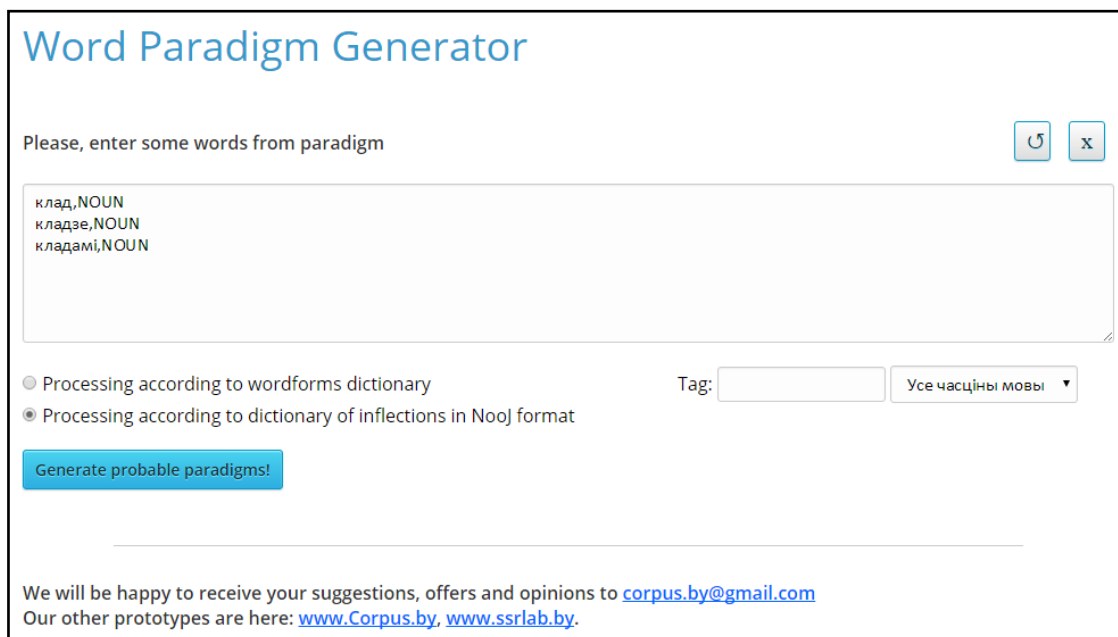 Word Paradigm Generator
Please, enter some words from paradigm
↺ x
клад,NOUN
кладзе,NOUN
кладамі,NOUN
Processing according to wordforms dictionary
Tag: Усе часціны мовы
Processing according to dictionary of inflections in NooJ format
Generate probable paradigms!
We will be happy to receive your suggestions, offers and opinions to corpus.by@gmail.com
Our other prototypes are here: www.Corpus.by, www.ssrlab.by.